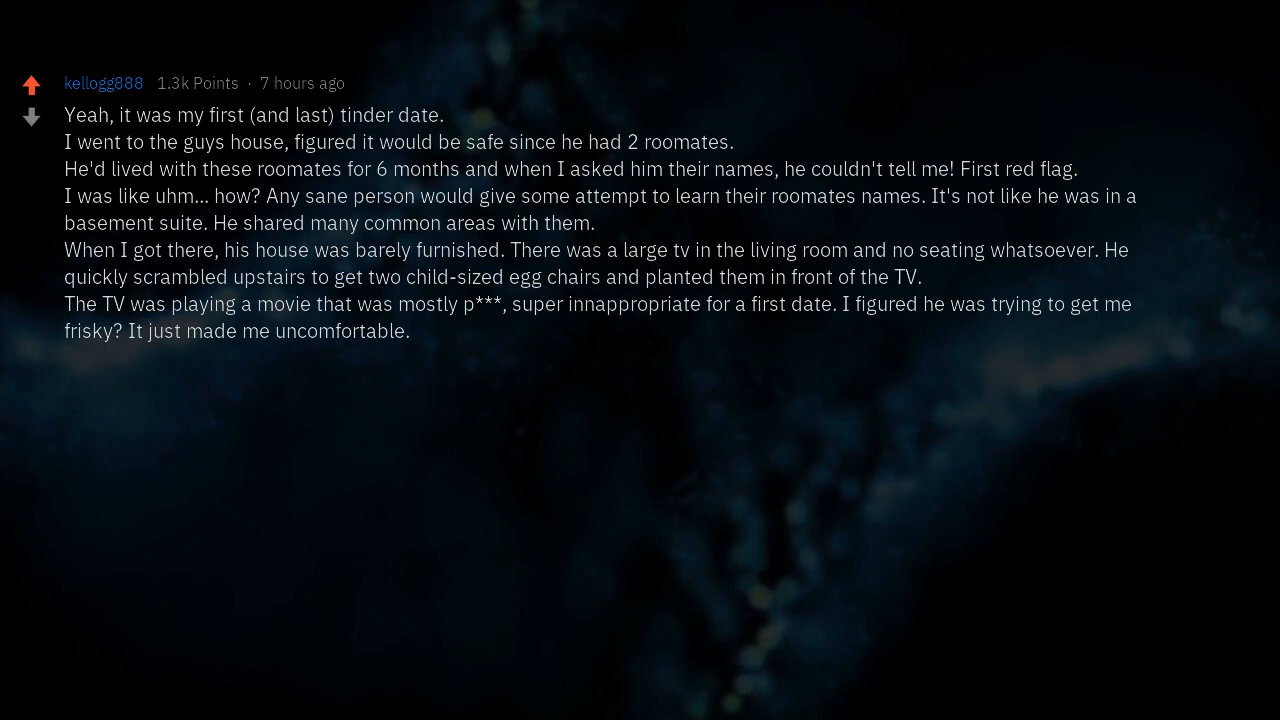 kellogg888 1.3k Points · 7 hours ago
Yeah, it was my first (and last) tinder date.
I went to the guys house, figured it would be safe since he had 2 roomates.
He'd lived with these roomates for 6 months and when I asked him their names, he couldn't tell me! First red flag.
I was like uhm... how? Any sane person would give some attempt to learn their roomates names. It's not like he was in a
basement suite. He shared many common areas with them.
When I got there, his house was barely furnished. There was a large tv in the living room and no seating whatsoever. He
quickly scrambled upstairs to get two child-sized egg chairs and planted them in front of the TV.
The TV was playing a movie that was mostly p***, super innappropriate for a first date. I figured he was trying to get me
frisky? It just made me uncomfortable.